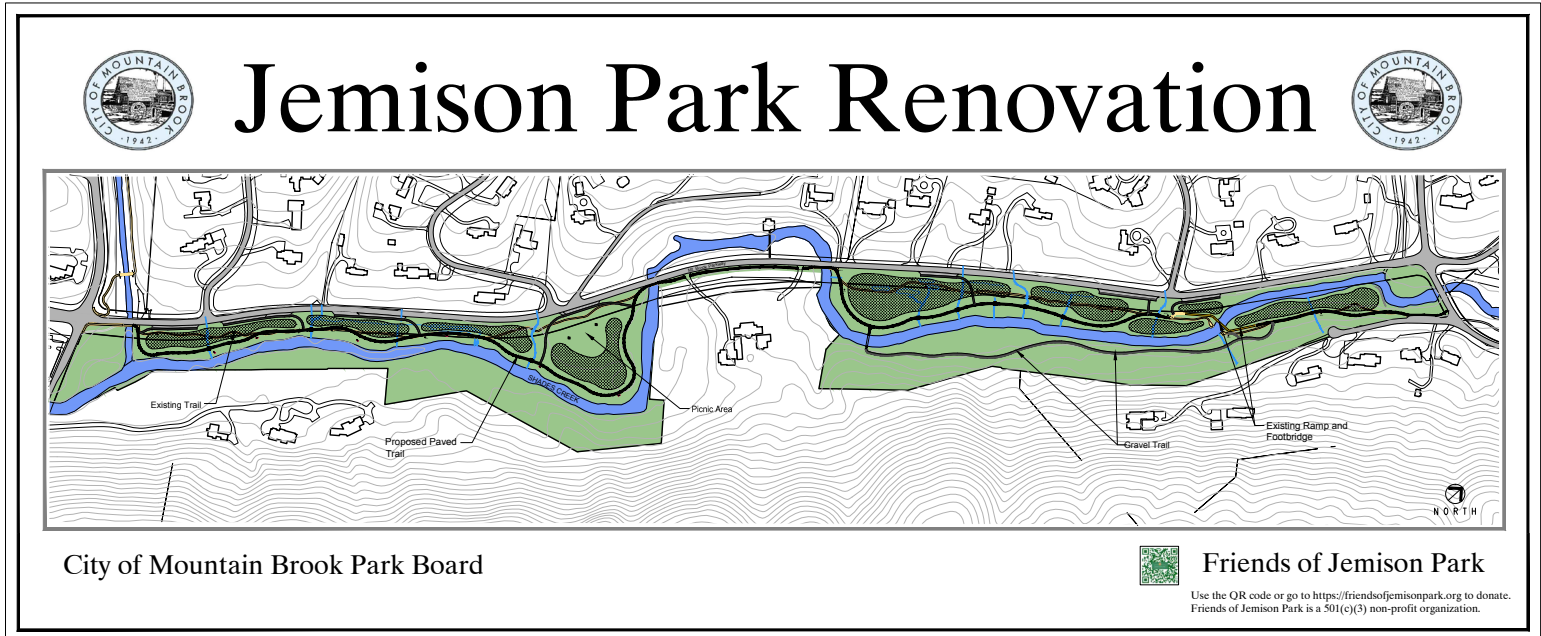 Jemison Park Renovation
CITY OF MOUNTAIN BROOK
· 1942 ·
CITY OF MOUNTAIN BROOK
· 1942 ·
SHADES CREEK
Existing Trail
Picnic Area
Proposed Paved
Trail
Gravel Trail
Existing Ramp and
Footbridge
NORTH
City of Mountain Brook Park Board
Friends of Jemison Park
Use the QR code or go to https://friendsofjemisonpark.org to donate.
Friends of Jemison Park is a 501(c)(3) non-profit organization.